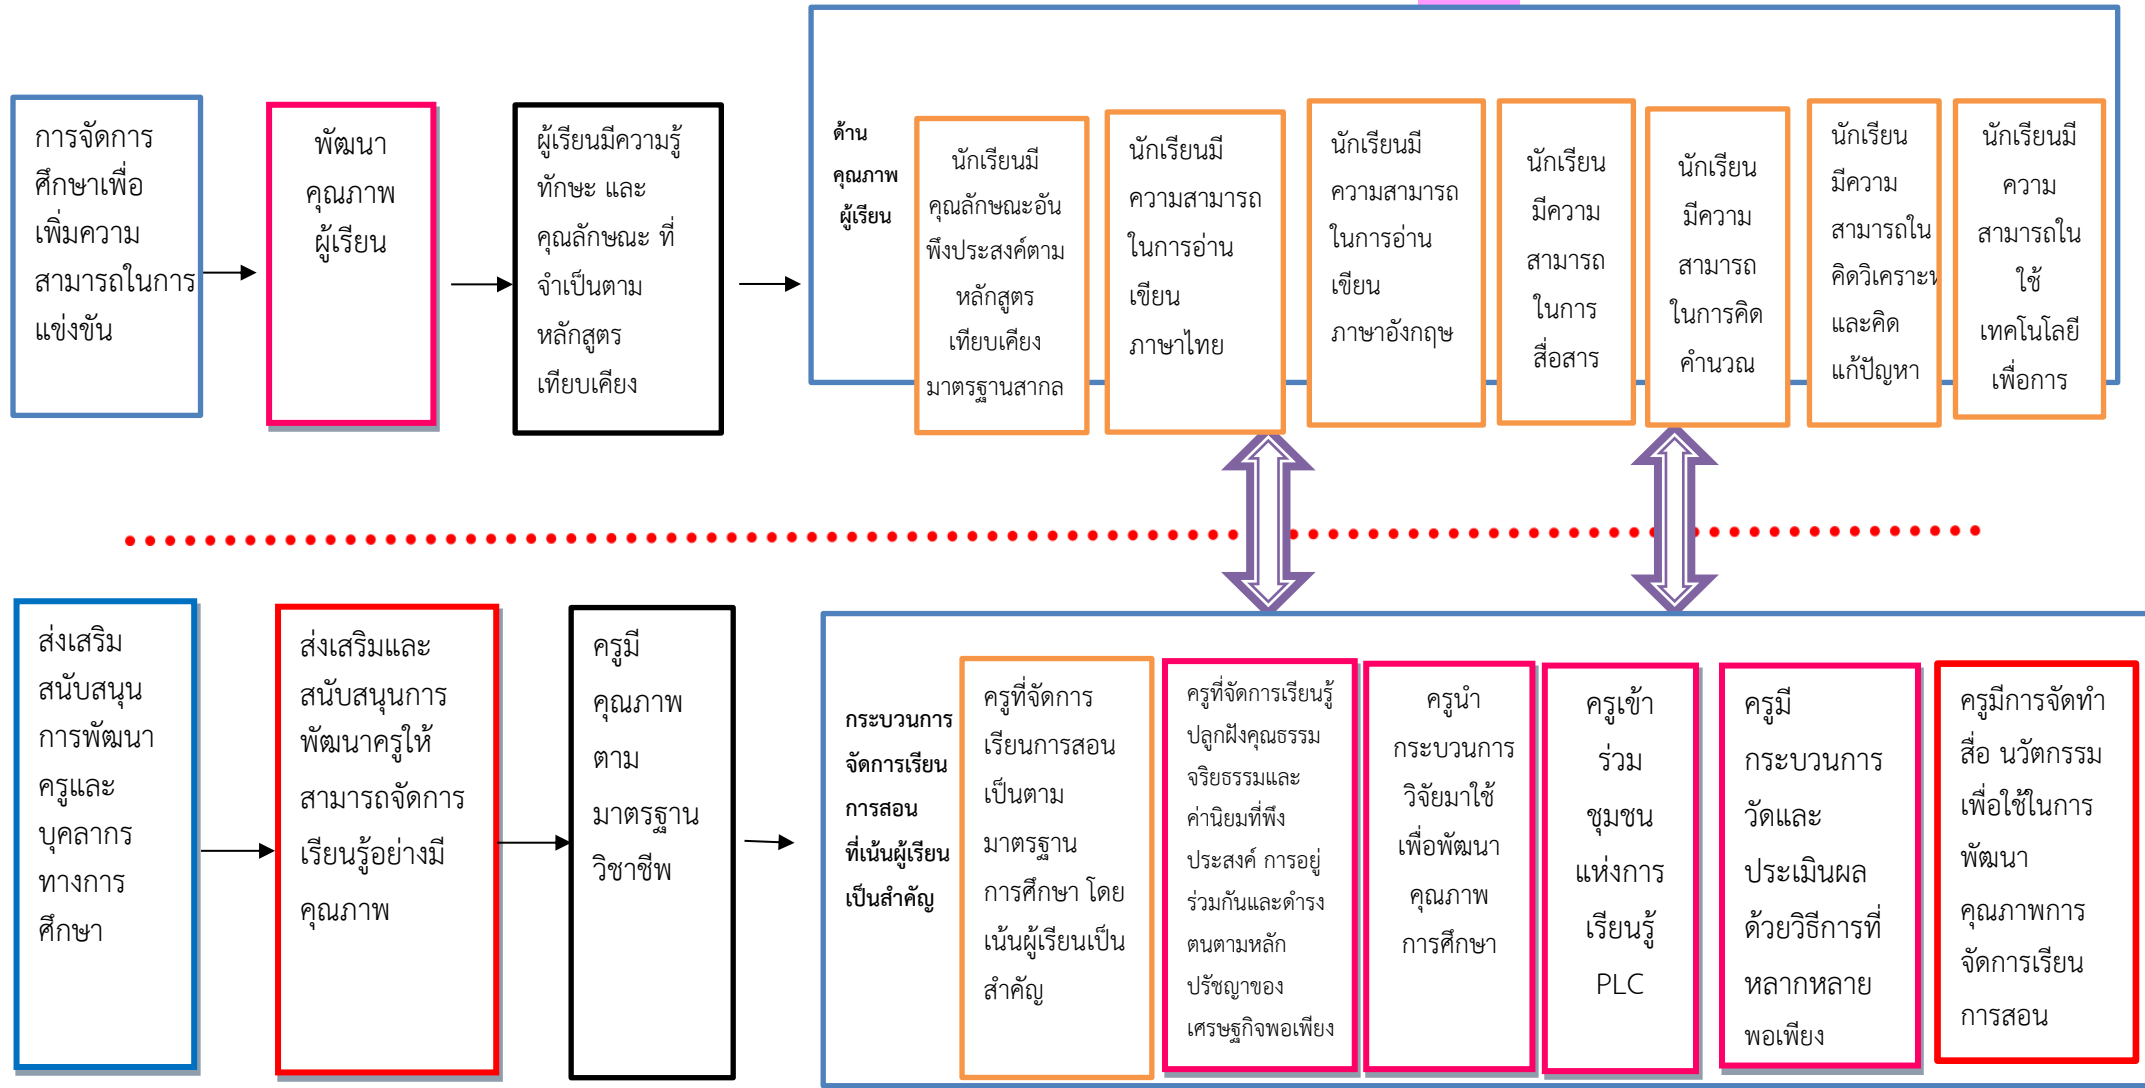 การจัดการ
ศึกษาเพื่อ
เพิ่มความ
สามารถในการ
แข่งขัน
พัฒนา
คุณภาพ
ผู้เรียน
ผู้เรียนมีความรู้
ทักษะ และ
คุณลักษณะ ที่
จำเป็นตาม
หลักสูตร
เทียบเคียง
ด้าน
คุณภาพ
ผู้เรียน
นักเรียนมี
คุณลักษณะอัน
พึงประสงค์ตาม
หลักสูตร
เทียบเคียง
มาตรฐานสากล
นักเรียนมี
ความสามารถ
ในการอ่าน
เขียน
ภาษาไทย
นักเรียนมี
ความสามารถ
ในการอ่าน
เขียน
ภาษาอังกฤษ
นักเรียน
มีความ
สามารถ
ในการ
สื่อสาร
นักเรียน
มีความ
สามารถ
ในการคิด
คำนวณ
นักเรียน
มีความ
สามารถใน
คิดวิเคราะห
และคิด
แก้ปัญหา
นักเรียนมี
ความ
สามารถใน
ใช้
เทคโนโลยี
เพื่อการ
ส่งเสริม
สนับสนุน
การพัฒนา
ครูและ
บุคลากร
ทางการ
ศึกษา
ส่งเสริมและ
สนับสนุนการ
พัฒนาครูให้
สามารถจัดการ
เรียนรู้อย่างมี
คุณภาพ
ครูมี
คุณภาพ
ตาม
มาตรฐาน
วิชาชีพ
กระบวนการ
จัดการเรียน
การสอน
ที่เน้นผู้เรียน
เป็นสำคัญ
ครูที่จัดการ
เรียนการสอน
เป็นตาม
มาตรฐาน
การศึกษา โดย
เน้นผู้เรียนเป็น
สำคัญ
ครูที่จัดการเรียนรู้
ปลูกฝังคุณธรรม
จริยธรรมและ
ค่านิยมที่พึง
ประสงค์ การอยู่
ร่วมกันและดำรง
ตนตามหลัก
ปรัชญาของ
เศรษฐกิจพอเพียง
ครูนำ
กระบวนการ
วิจัยมาใช้
เพื่อพัฒนา
คุณภาพ
การศึกษา
ครูเข้า
ร่วม
ชุมชน
แห่งการ
เรียนรู้
PLC
ครูมี
กระบวนการ
วัดและ
ประเมินผล
ด้วยวิธีการที่
หลากหลาย
พอเพียง
ครูมีการจัดทำ
สื่อ นวัตกรรม
เพื่อใช้ในการ
พัฒนา
คุณภาพการ
จัดการเรียน
การสอน